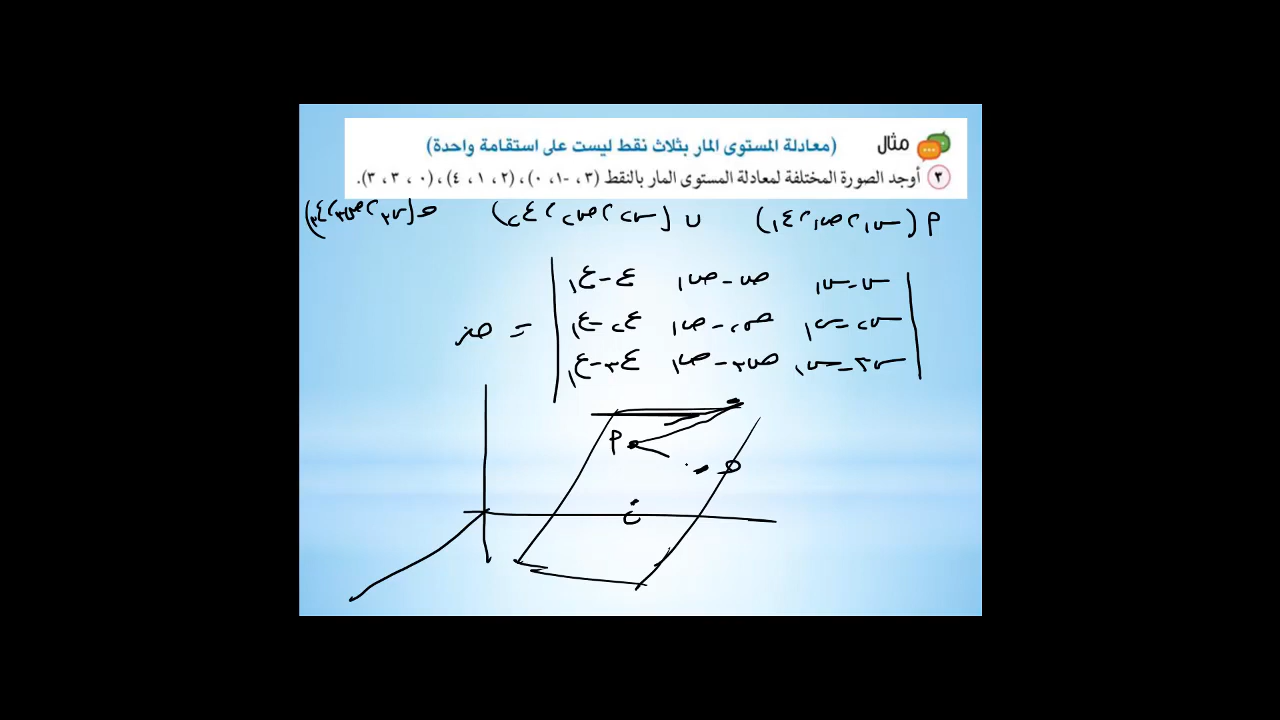 مثال (معادلة المستوى المار بثلاث نقط ليست على استقامة واحدة)
٢ أوجد الصورة المختلفة لمعادلة المستوى المار بالنقط (٣ ، -١، ٠)، (٢ ، ١ ، ٤)، (٠ ، ٣ ، ٣).
P (س١، ص١، ع١) ب (س٢، ص٢، ع٢) ح (س٣، ص٣، ع٣)
س-س١ ص-ص١ ع-ع١
س٢-س١ ص٢-ص١ ع٢-ع١ = صفر
س٣-س١ ص٣-ص١ ع٣-ع١
P
ح
ن